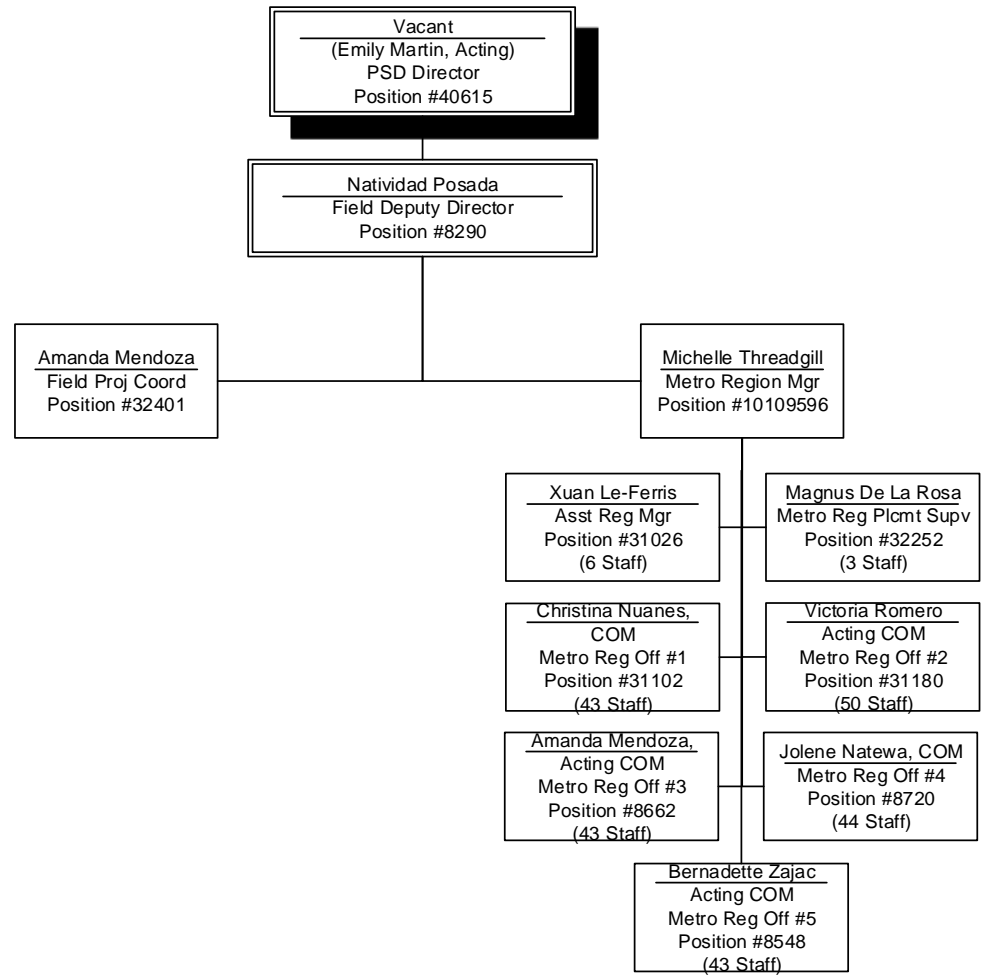 Vacant
(Emily Martin, Acting)
PSD Director
Position #40615
Natividad Posada
Field Deputy Director
Position #8290
Amanda Mendoza
Field Proj Coord
Position #32401
Michelle Threadgill
Metro Region Mgr
Position #10109596
Xuan Le-Ferris
Asst Reg Mgr
Position #31026
(6 Staff)
Magnus De La Rosa
Metro Reg Plcmt Supv
Position #32252
(3 Staff)
Christina Nuanes,
COM
Metro Reg Off #1
Position #31102
(43 Staff)
Victoria Romero
Acting COM
Metro Reg Off #2
Position #31180
(50 Staff)
Amanda Mendoza,
Acting COM
Metro Reg Off #3
Position #8662
(43 Staff)
Jolene Natewa, COM
Metro Reg Off #4
Position #8720
(44 Staff)
Bernadette Zajac
Acting COM
Metro Reg Off #5
Position #8548
(43 Staff)